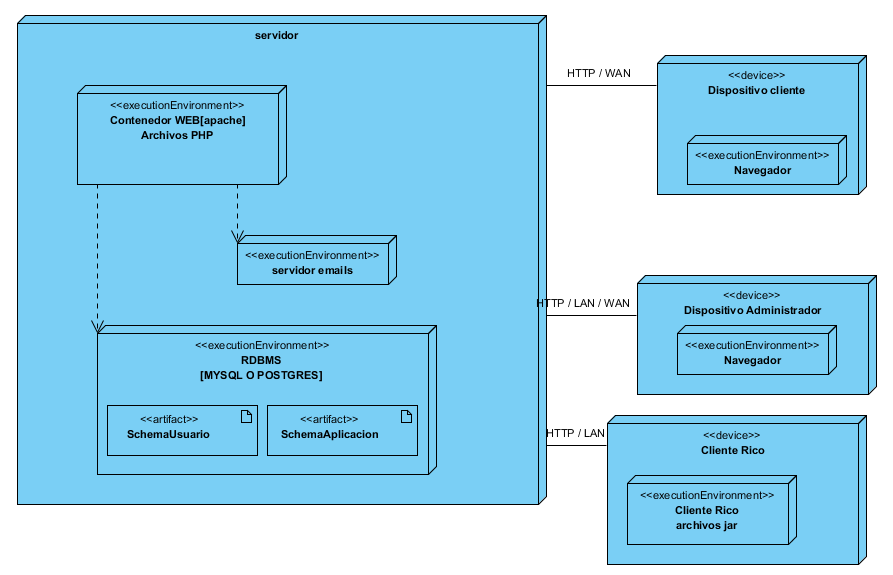 servidor
<<executionEnvironment>>
Contenedor WEB[apache]
Archivos PHP
<<executionEnvironment>>
servidor emails
<<executionEnvironment>>
RDBMS
[MYSQL O POSTGRES]
<<artifact>>
SchemaUsuario
<<artifact>>
SchemaAplicacion
HTTP / WAN
<<device>>
Dispositivo cliente
<<executionEnvironment>>
Navegador
HTTP / LAN / WAN
<<device>>
Dispositivo Administrador
<<executionEnvironment>>
Navegador
HTTP / LAN
<<device>>
Cliente Rico
<<executionEnvironment>>
Cliente Rico
archivos jar